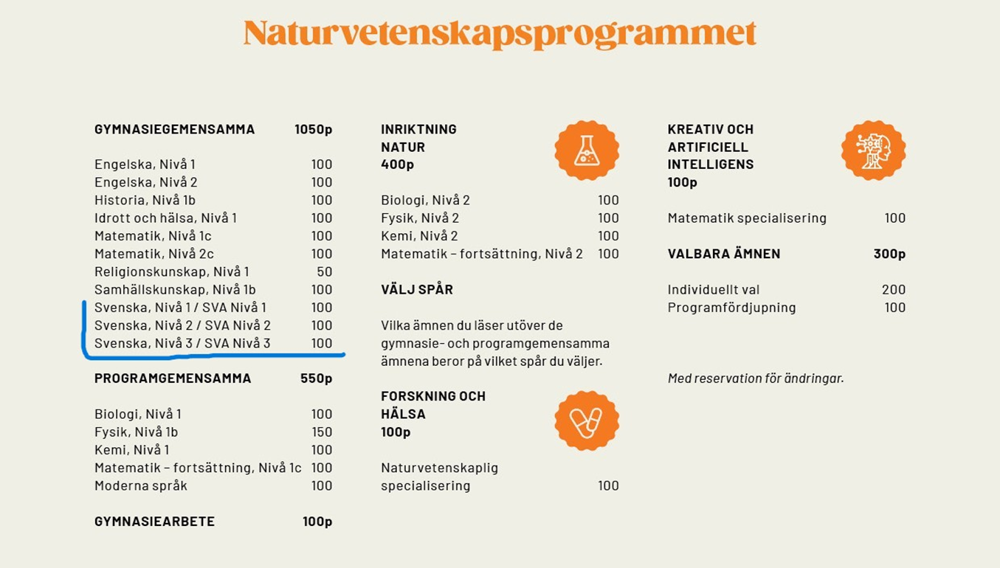 Naturvetenskapsprogrammet
GYMNASIEGEMENSAMMA 1050p
Engelska, Nivå 1 100
Engelska, Nivå 2 100
Historia, Nivå 1b 100
Idrott och hälsa, Nivå 1 100
Matematik, Nivå 1c 100
Matematik, Nivå 2c 100
Religionskunskap, Nivå 1 50
Samhällskunskap, Nivå 1b 100
Svenska, Nivå 1 / SVA Nivå 1 100
Svenska, Nivå 2 / SVA Nivå 2 100
Svenska, Nivå 3 / SVA Nivå 3 100
PROGRAMGEMENSAMMA 550p
Biologi, Nivå 1 100
Fysik, Nivå 1b 150
Kemi, Nivå 1 100
Matematik – fortsättning, Nivå 1c 100
Moderna språk 100
GYMNASIEARBETE 100p
INRIKTNING
NATUR
400p
Biologi, Nivå 2 100
Fysik, Nivå 2 100
Kemi, Nivå 2 100
Matematik – fortsättning, Nivå 2 100
VÄLJ SPÅR
Vilka ämnen du läser utöver de
gymnasie- och programgemensamma
ämnena beror på vilket spår du väljer.
FORSKNING OCH
HÄLSA
100p
Naturvetenskaplig
specialisering 100
KREATIV OCH
ARTIFICIELL
INTELLIGENS
100p
Matematik specialisering 100
VALBARA ÄMNEN 300p
Individuellt val 200
Programfördjupning 100
Med reservation för ändringar.